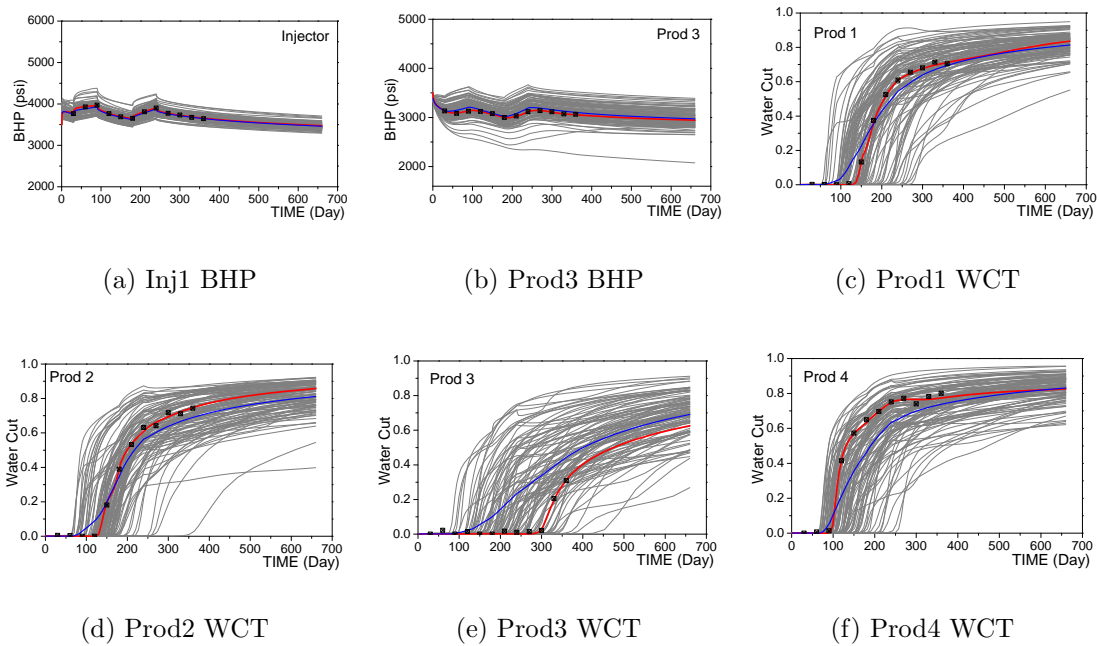 6000
5000
4000
3000
2000
BHP (psi)
Injector
0 100 200 300 400 500 600 700
TIME (Day)
(a) Inj1 BHP
5000
4000
3000
2000
BHP (psi)
Prod 3
0 100 200 300 400 500 600 700
TIME (Day)
(b) Prod3 BHP
1.0
0.8
0.6
0.4
0.2
0.0
Water Cut
Prod 1
100 200 300 400 500 600 700
TIME (Day)
(c) Prod1 WCT
1.0
0.8
0.6
0.4
0.2
0.0
Water Cut
Prod 2
0 100 200 300 400 500 600 700
TIME (Day)
(d) Prod2 WCT
1.0
0.8
0.6
0.4
0.2
0.0
Water Cut
Prod 3
0 100 200 300 400 500 600 700
TIME (Day)
(e) Prod3 WCT
1.0
0.8
0.6
0.4
0.2
0.0
Water Cut
Prod 4
0 100 200 300 400 500 600 700
TIME (Day)
(f) Prod4 WCT